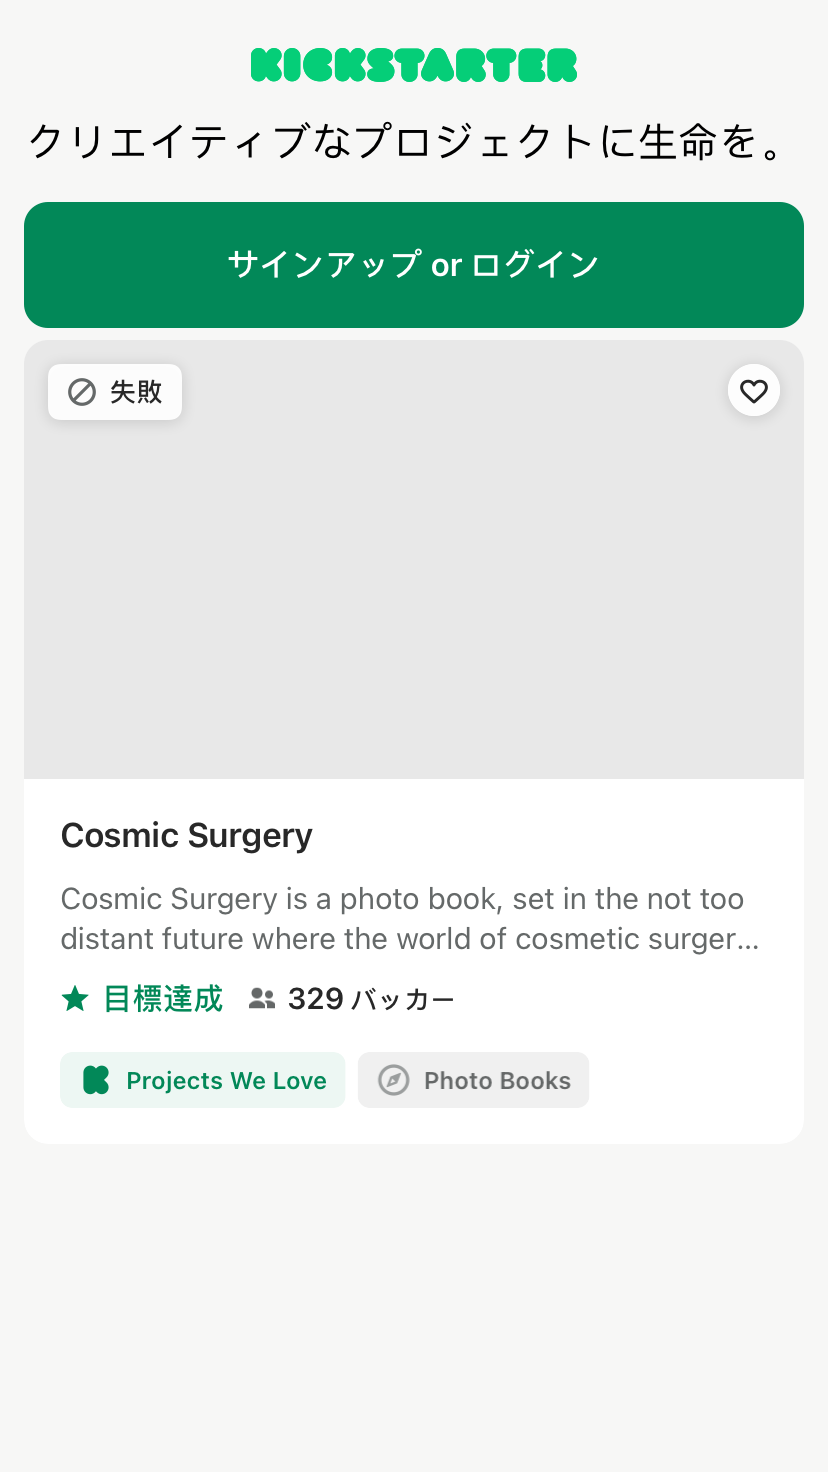 KICKSTARTER
クリエイティブなプロジェクトに生命を。
サインアップ or ログイン
失敗
Cosmic Surgery
Cosmic Surgery is a photo book, set in the not too
distant future where the world of cosmetic surger...
目標達成 329 バッカー
Projects We Love Photo Books